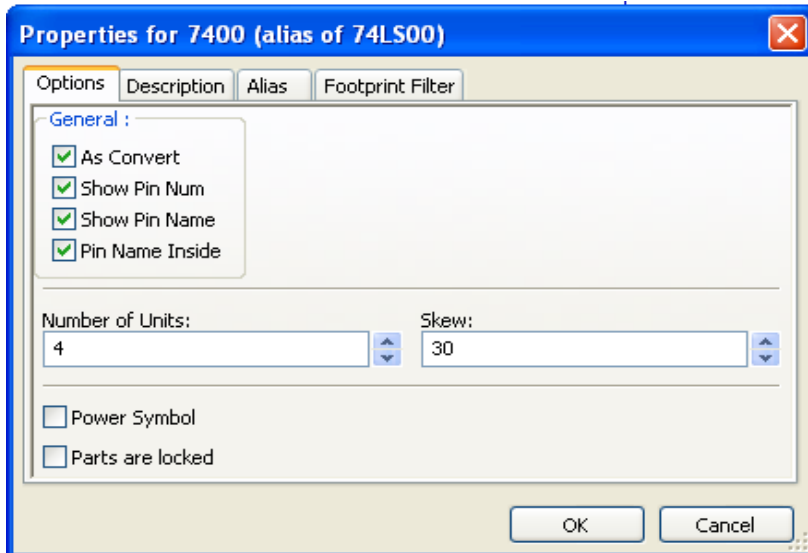 Properties for 7400 (alias of 74LS00)
Options Description Alias Footprint Filter
General :
As Convert
Show Pin Num
Show Pin Name
Pin Name Inside
Number of Units: Skew:
4 30
Power Symbol
Parts are locked
OK Cancel